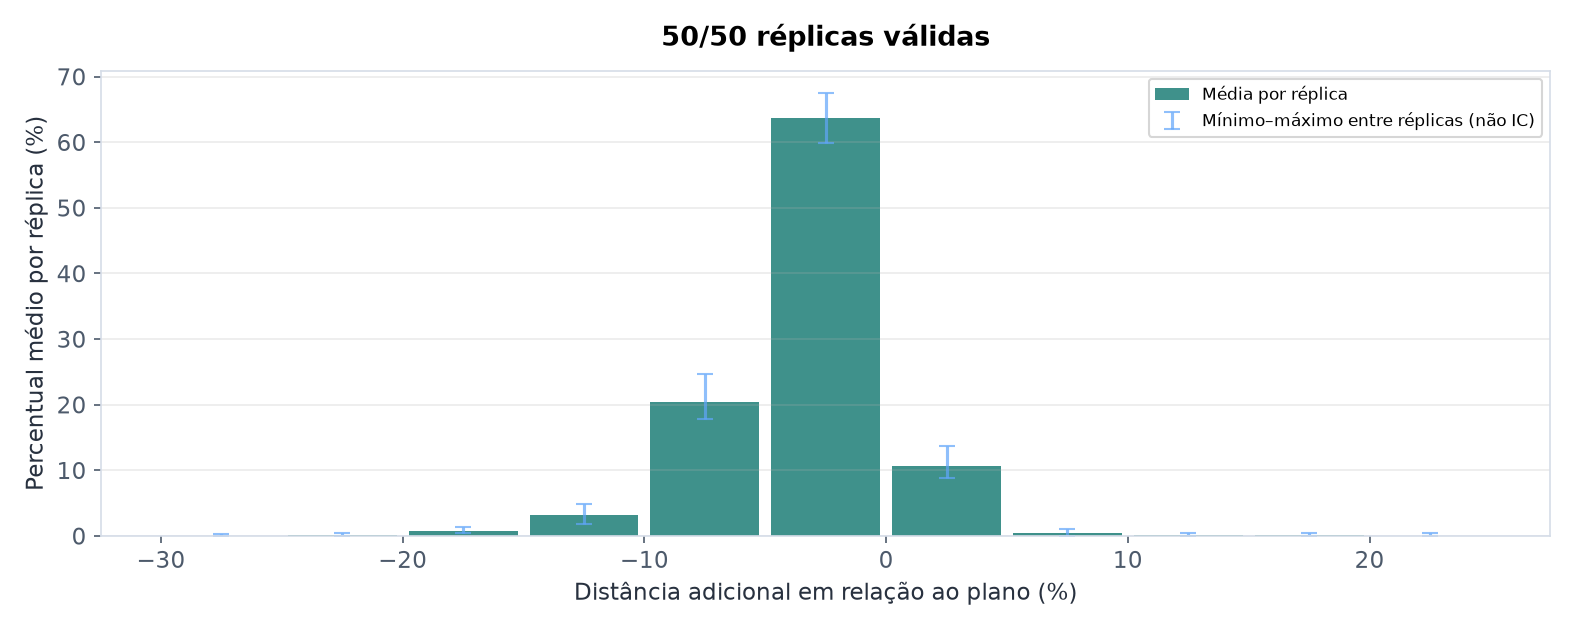 50/50 réplicas válidas
Percentual médio por réplica (%)
70
60
50
40
30
20
10
0
Média por réplica
Mínimo–máximo entre réplicas (não IC)
−30
−20
−10
0
10
20
Distância adicional em relação ao plano (%)